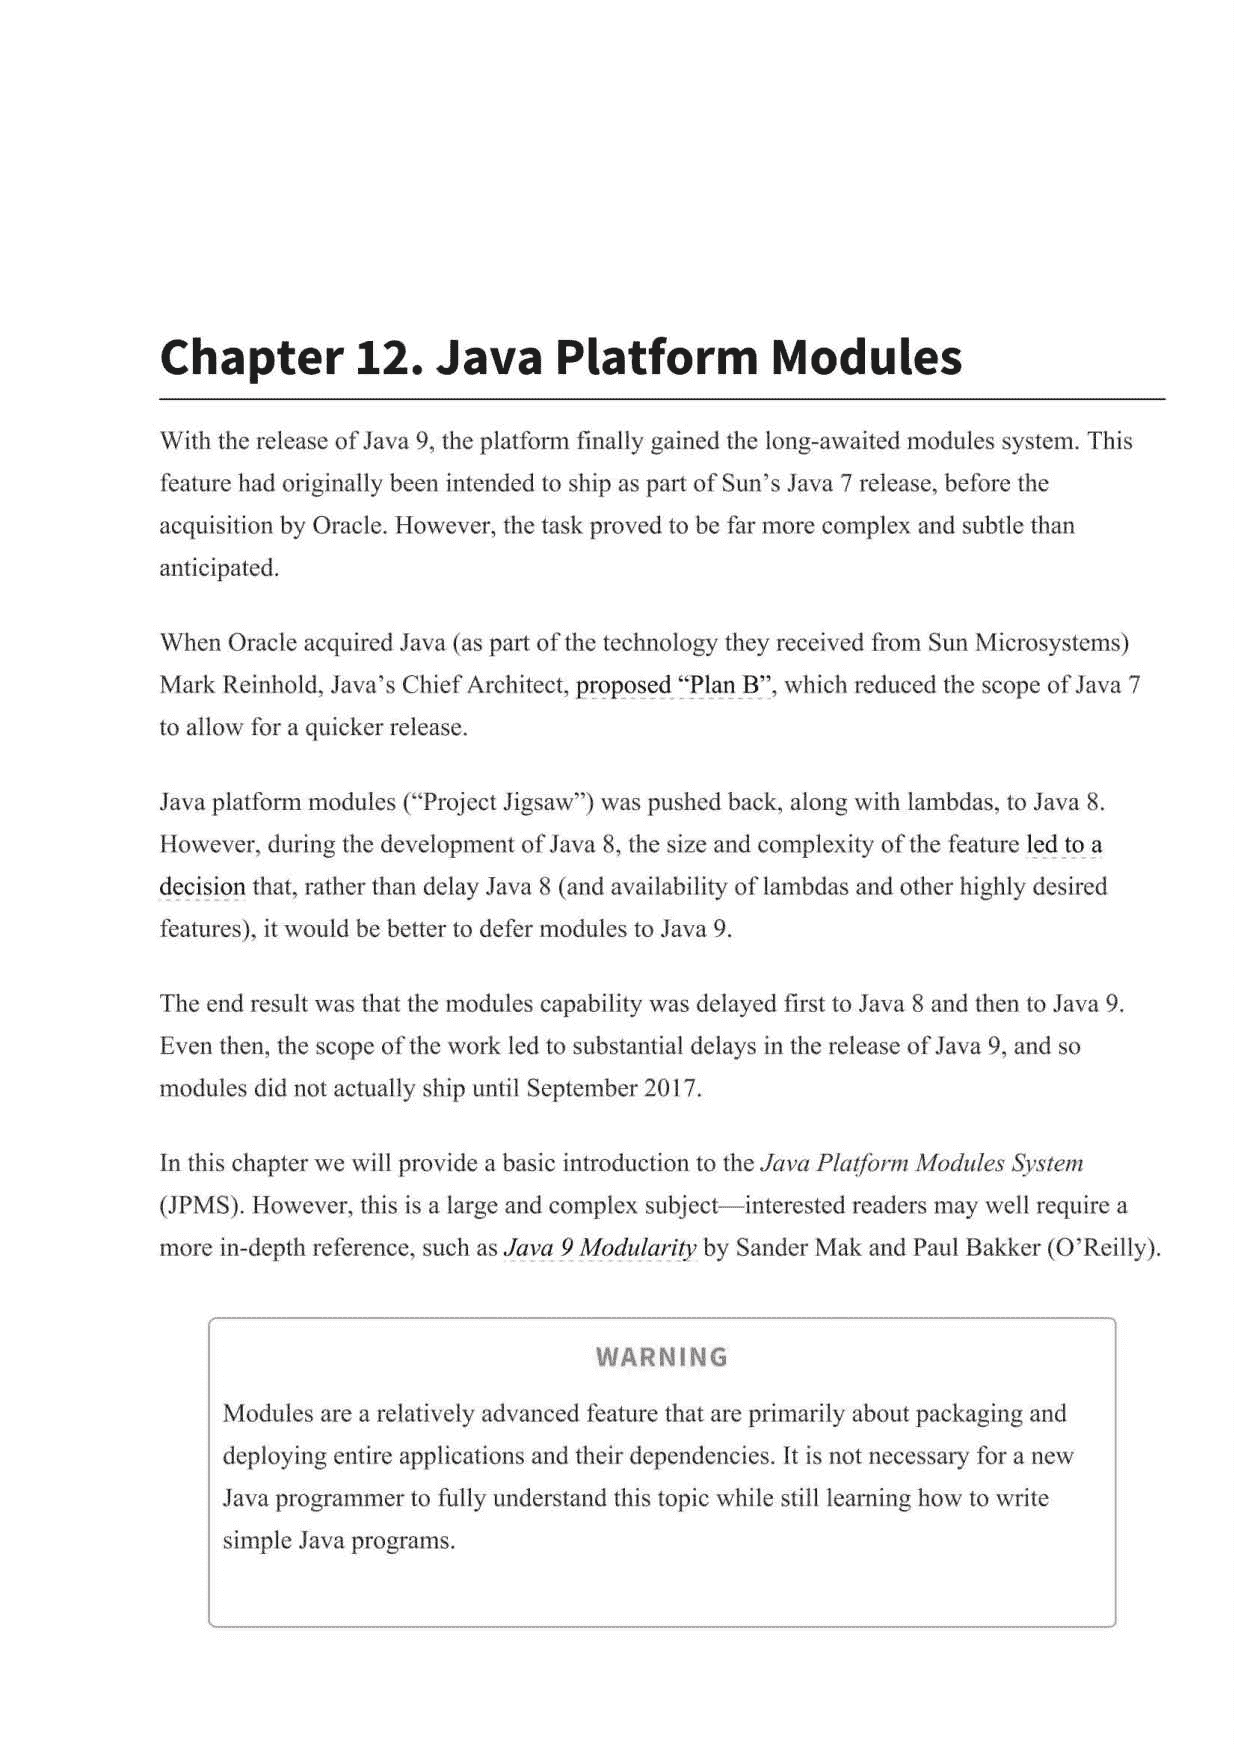 Chapter 12. Java Platform Modules
With the release of Java 9, the platform finally gained the long-awaited modules system. This
feature had originally been intended to ship as part of Sun’s Java 7 release, before the
acquisition by Oracle. However, the task proved to be far more complex and subtle than
anticipated.
When Oracle acquired Java (as part of the technology they received from Sun Microsystems)
Mark Reinhold, Java’s Chief Architect, proposed “Plan B”, which reduced the scope of Java 7
to allow for a quicker release.
Java platform modules (“Project Jigsaw”) was pushed back, along with lambdas, to Java 8.
However, during the development of Java 8, the size and complexity of the feature led to a
decision that, rather than delay Java 8 (and availability of lambdas and other highly desired
features), it would be better to defer modules to Java 9.
The end result was that the modules capability was delayed first to Java 8 and then to Java 9.
Even then, the scope of the work led to substantial delays in the release of Java 9, and so
modules did not actually ship until September 2017.
In this chapter we will provide a basic introduction to the Java Platform Modules System
(JPMS). However, this is a large and complex subject—interested readers may well require a
more in-depth reference, such as Java 9 Modularity by Sander Mak and Paul Bakker (O’Reilly).
WARNING
Modules are a relatively advanced feature that are primarily about packaging and
deploying entire applications and their dependencies. It is not necessary for a new
Java programmer to fully understand this topic while still learning how to write
simple Java programs.